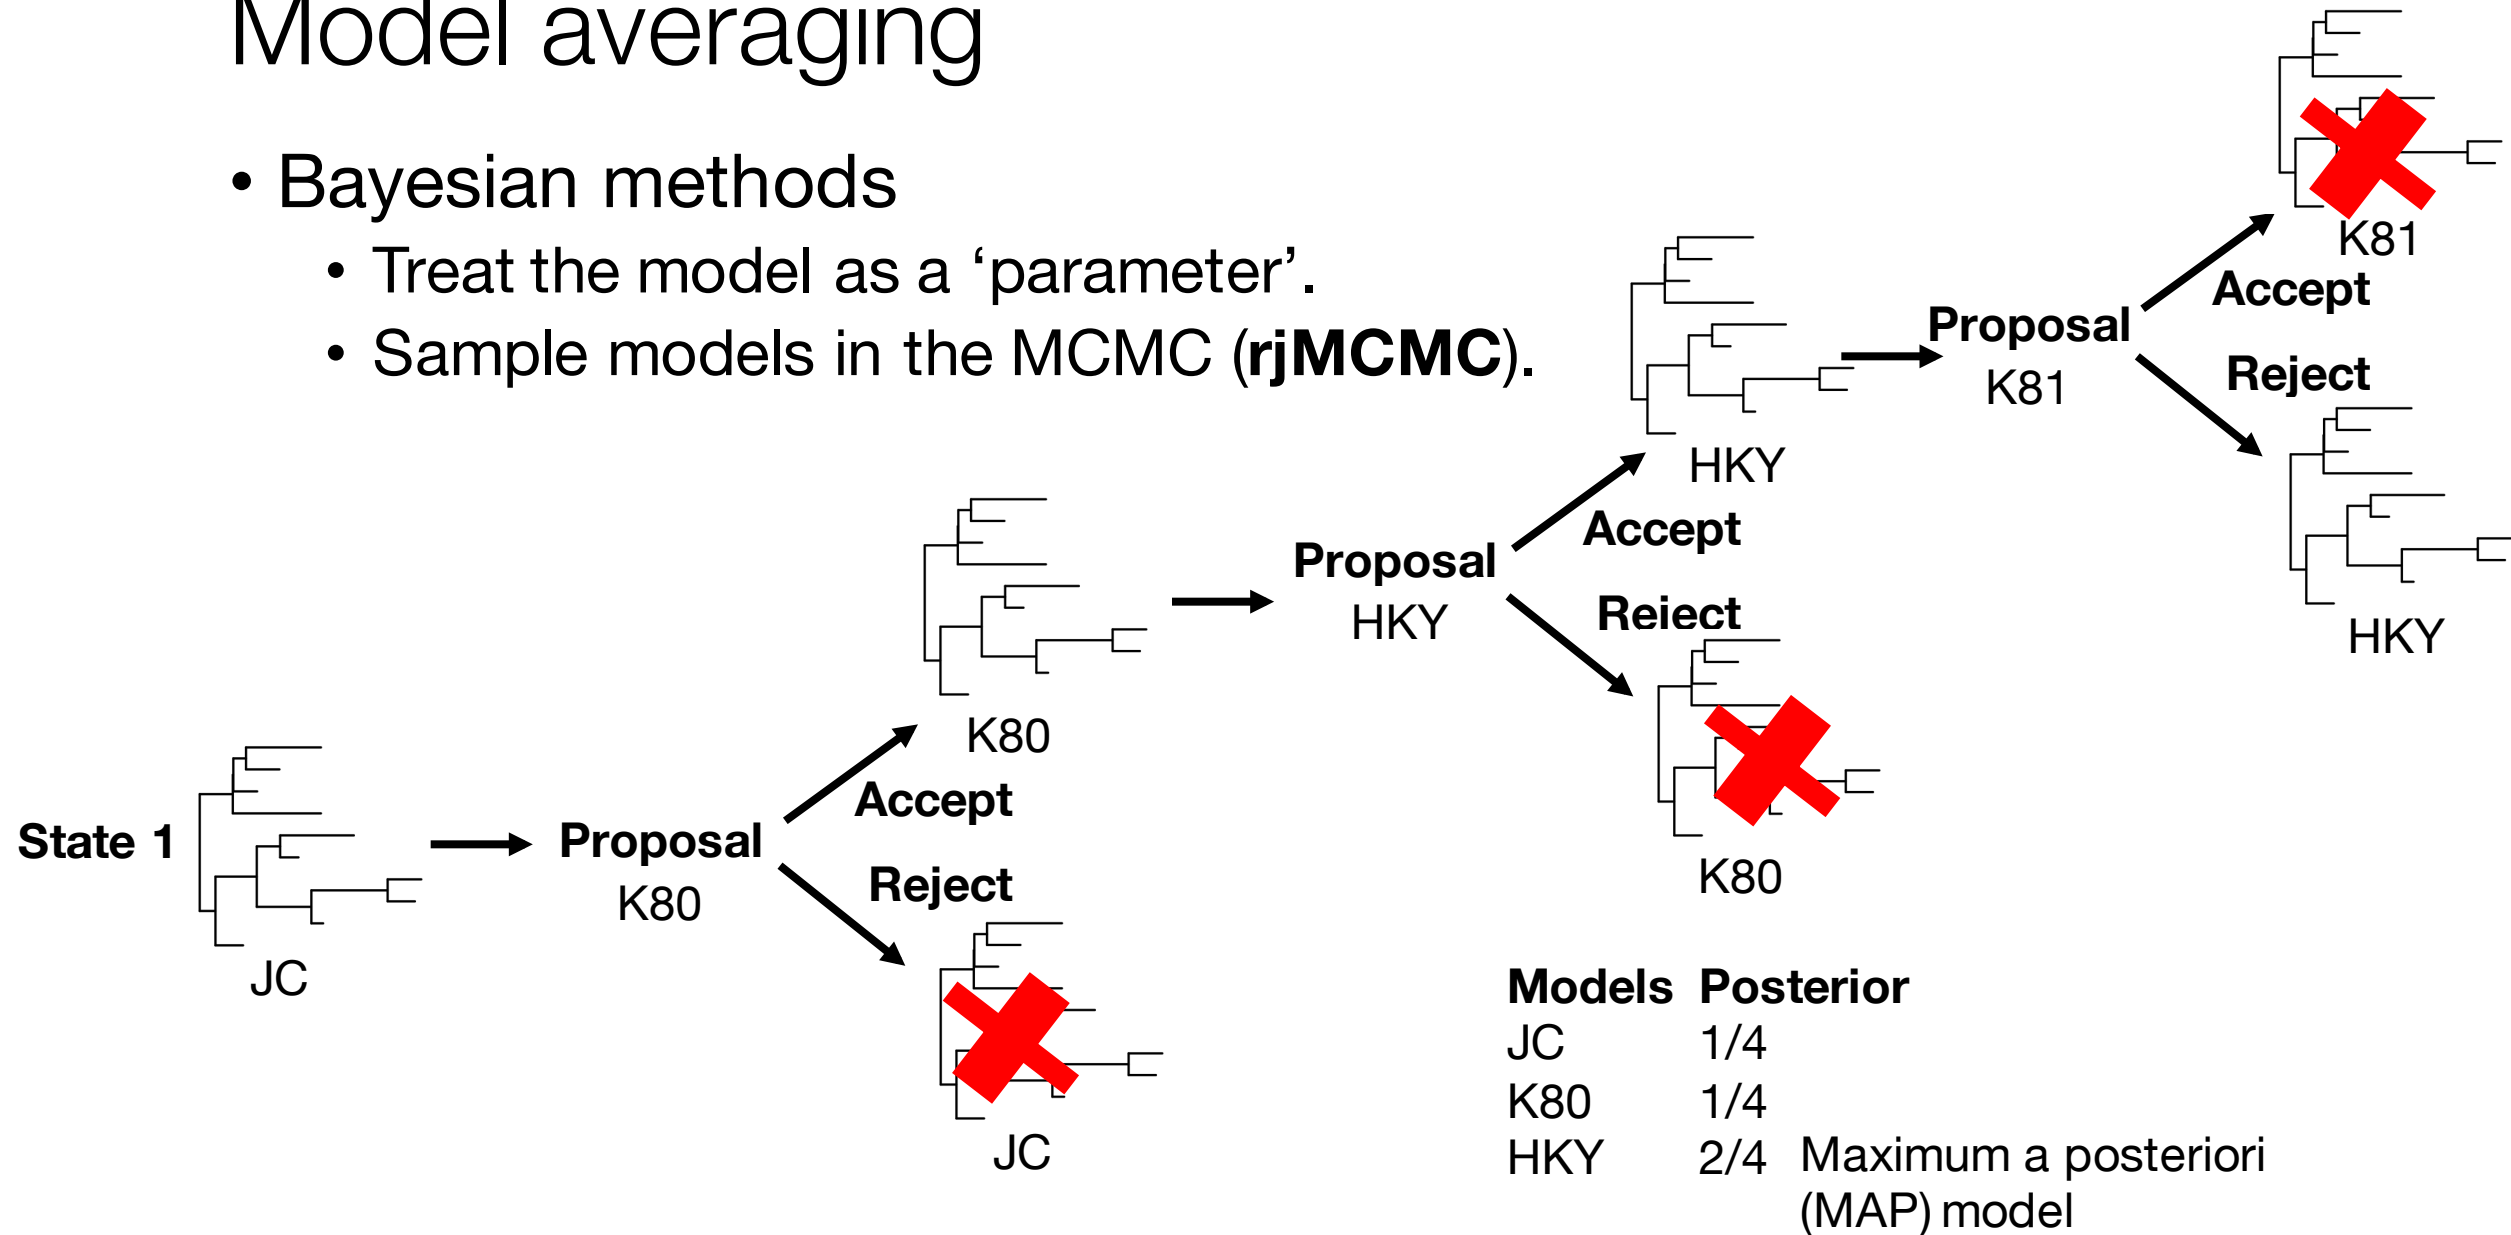 Model averaging
• Bayesian methods
• Treat the model as a ‘parameter’.
• Sample models in the MCMC (rjMCMC).
State 1
JC
Proposal
K80
Accept
Reject
K80
JC
Proposal
HKY
Accept
Reject
HKY
K80
Proposal
K81
Accept
Reject
K81
HKY
Models Posterior
JC 1/4
K80 1/4
HKY 2/4 Maximum a posteriori
(MAP) model